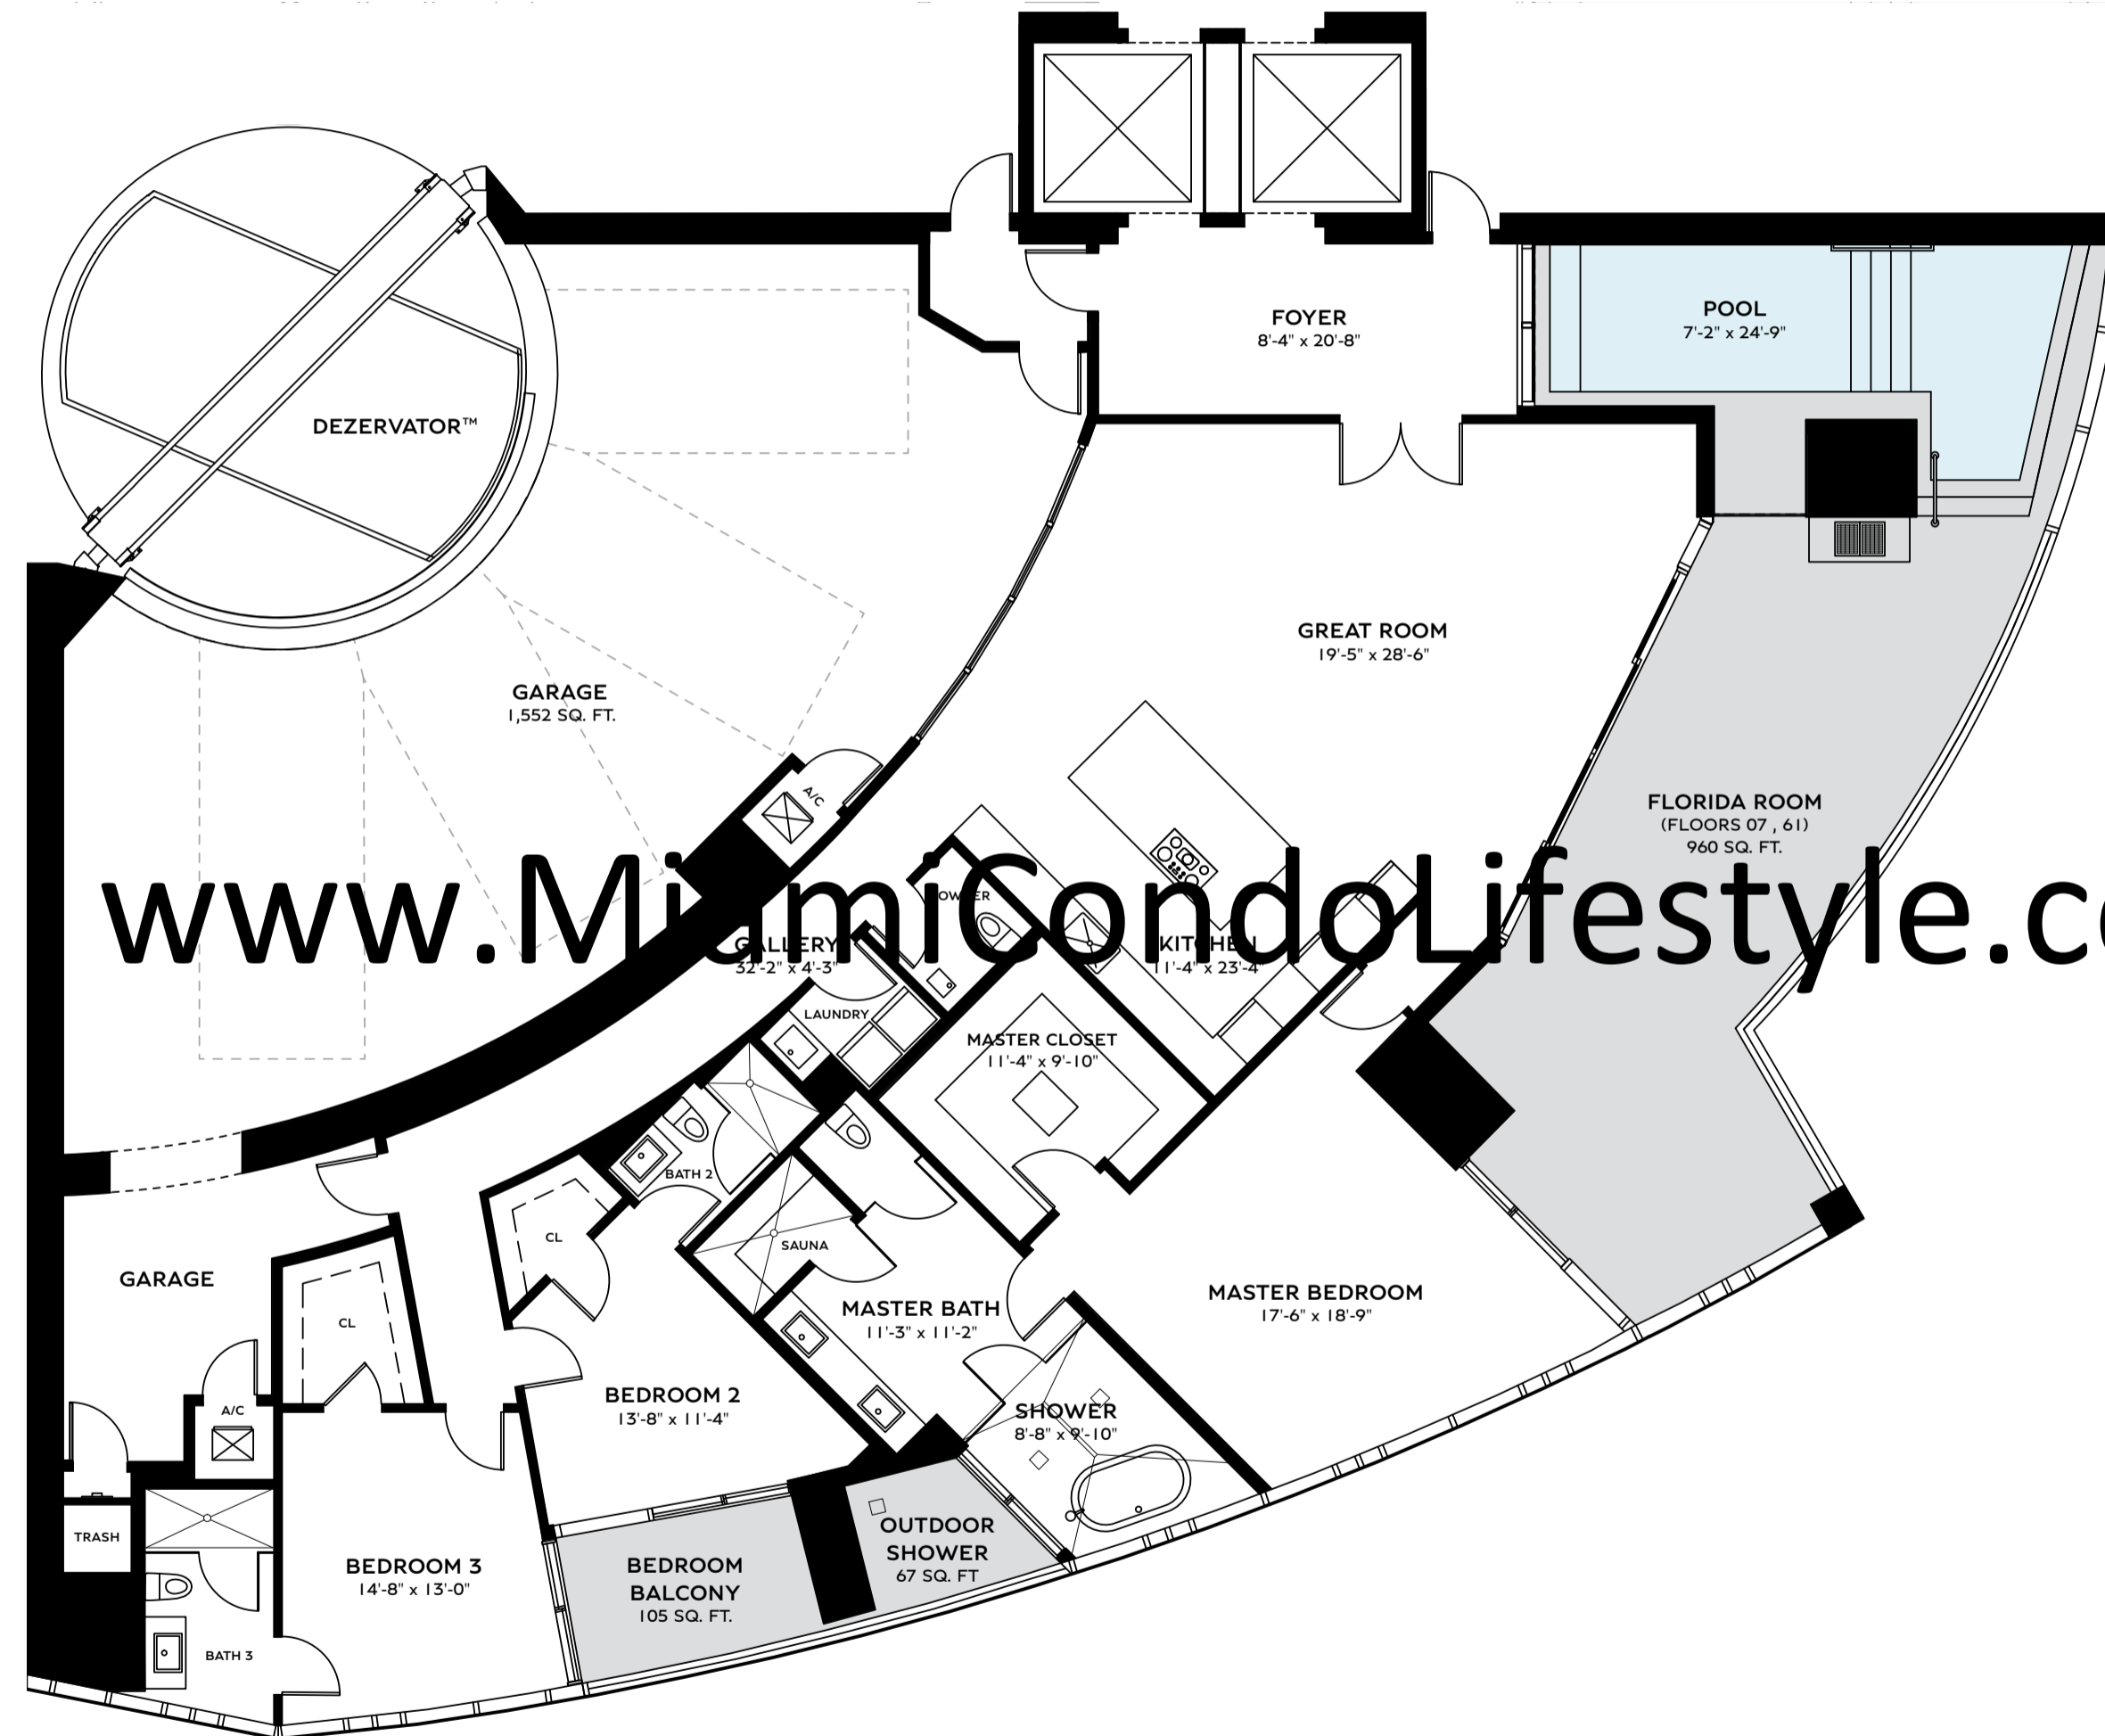 FOYER
8'-4" x 20'-8"
POOL
7'-2" x 24'-9"
DEZERVATOR™
GREAT ROOM
19'-5" x 28'-6"
GARAGE
1,552 SQ. FT.
A/C
FLORIDA ROOM
(FLOORS 07 , 61)
960 SQ. FT.
www.MiamiCondoLifestyle.co
GALLERY
32'-2" x 4'-3"
KITCHEN
11'-4" x 23'-4"
LAUNDRY
MASTER CLOSET
11'-4" x 9'-10"
BATH 2
CL
SAUNA
GARAGE
CL
MASTER BATH
11'-3" x 11'-2"
MASTER BEDROOM
17'-6" x 18'-9"
BEDROOM 2
13'-8" x 11'-4"
A/C
SHOWER
8'-8" x 9'-10"
TRASH
BEDROOM 3
14'-8" x 13'-0"
BEDROOM
BALCONY
105 SQ. FT.
OUTDOOR
SHOWER
67 SQ. FT
BATH 3